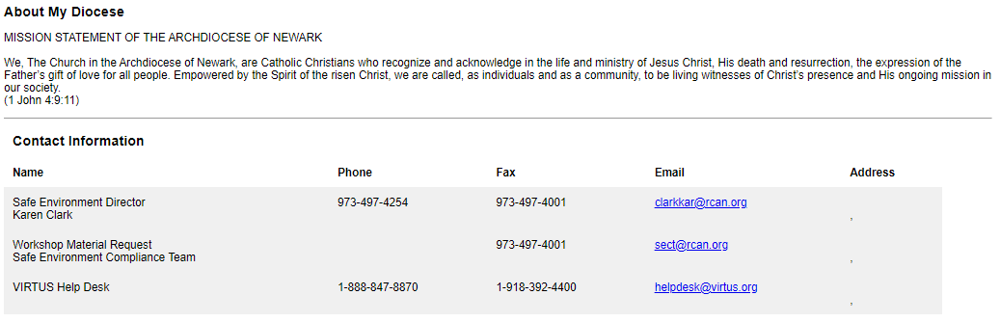 About My Diocese
MISSION STATEMENT OF THE ARCHDIOCESE OF NEWARK
We, The Church in the Archdiocese of Newark, are Catholic Christians who recognize and acknowledge in the life and ministry of Jesus Christ, His death and resurrection, the expression of the
Father's gift of love for all people. Empowered by the Spirit of the risen Christ, we are called, as individuals and as a community, to be living witnesses of Christ's presence and His ongoing mission in
our society.
(1 John 4:9:11)
Contact Information
Name Phone Fax Email Address
Safe Environment Director 973-497-4254 973-497-4001 clarkkar@rcan.org
Karen Clark ,
Workshop Material Request 973-497-4001 sect@rcan.org
Safe Environment Compliance Team ,
VIRTUS Help Desk 1-888-847-8870 1-918-392-4400 helpdesk@virtus.org
,